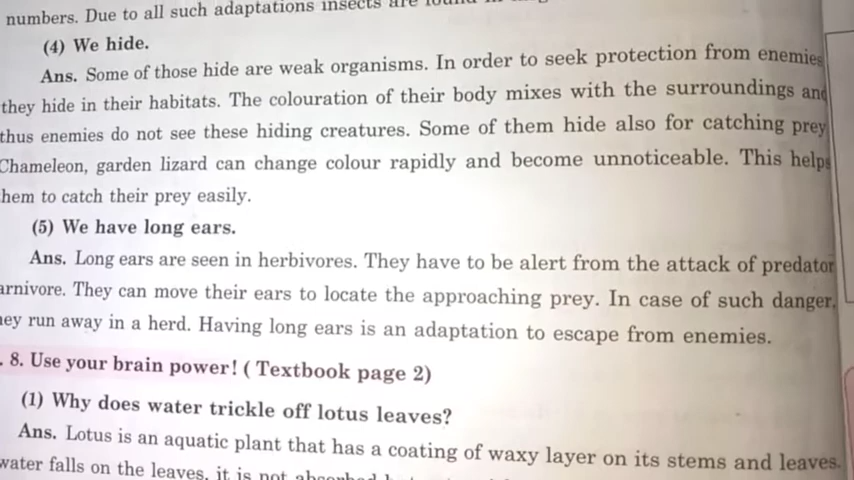 numbers. Due to all such adaptations insects are found in
(4) We hide.
Ans. Some of those hide are weak organisms. In order to seek protection from enemies
they hide in their habitats. The colouration of their body mixes with the surroundings and
thus enemies do not see these hiding creatures. Some of them hide also for catching prey
Chameleon, garden lizard can change colour rapidly and become unnoticeable. This helps
hem to catch their prey easily.
(5) We have long ears.
Ans. Long ears are seen in herbivores. They have to be alert from the attack of predator
arnivore. They can move their ears to locate the approaching prey. In case of such danger,
hey run away in a herd. Having long ears is an adaptation to escape from enemies.
. 8. Use your brain power! ( Textbook page 2)
(1) Why does water trickle off lotus leaves?
Ans. Lotus is an aquatic plant that has a coating of waxy layer on its stems and leaves.
water falls on the leaves, it is not absorbed